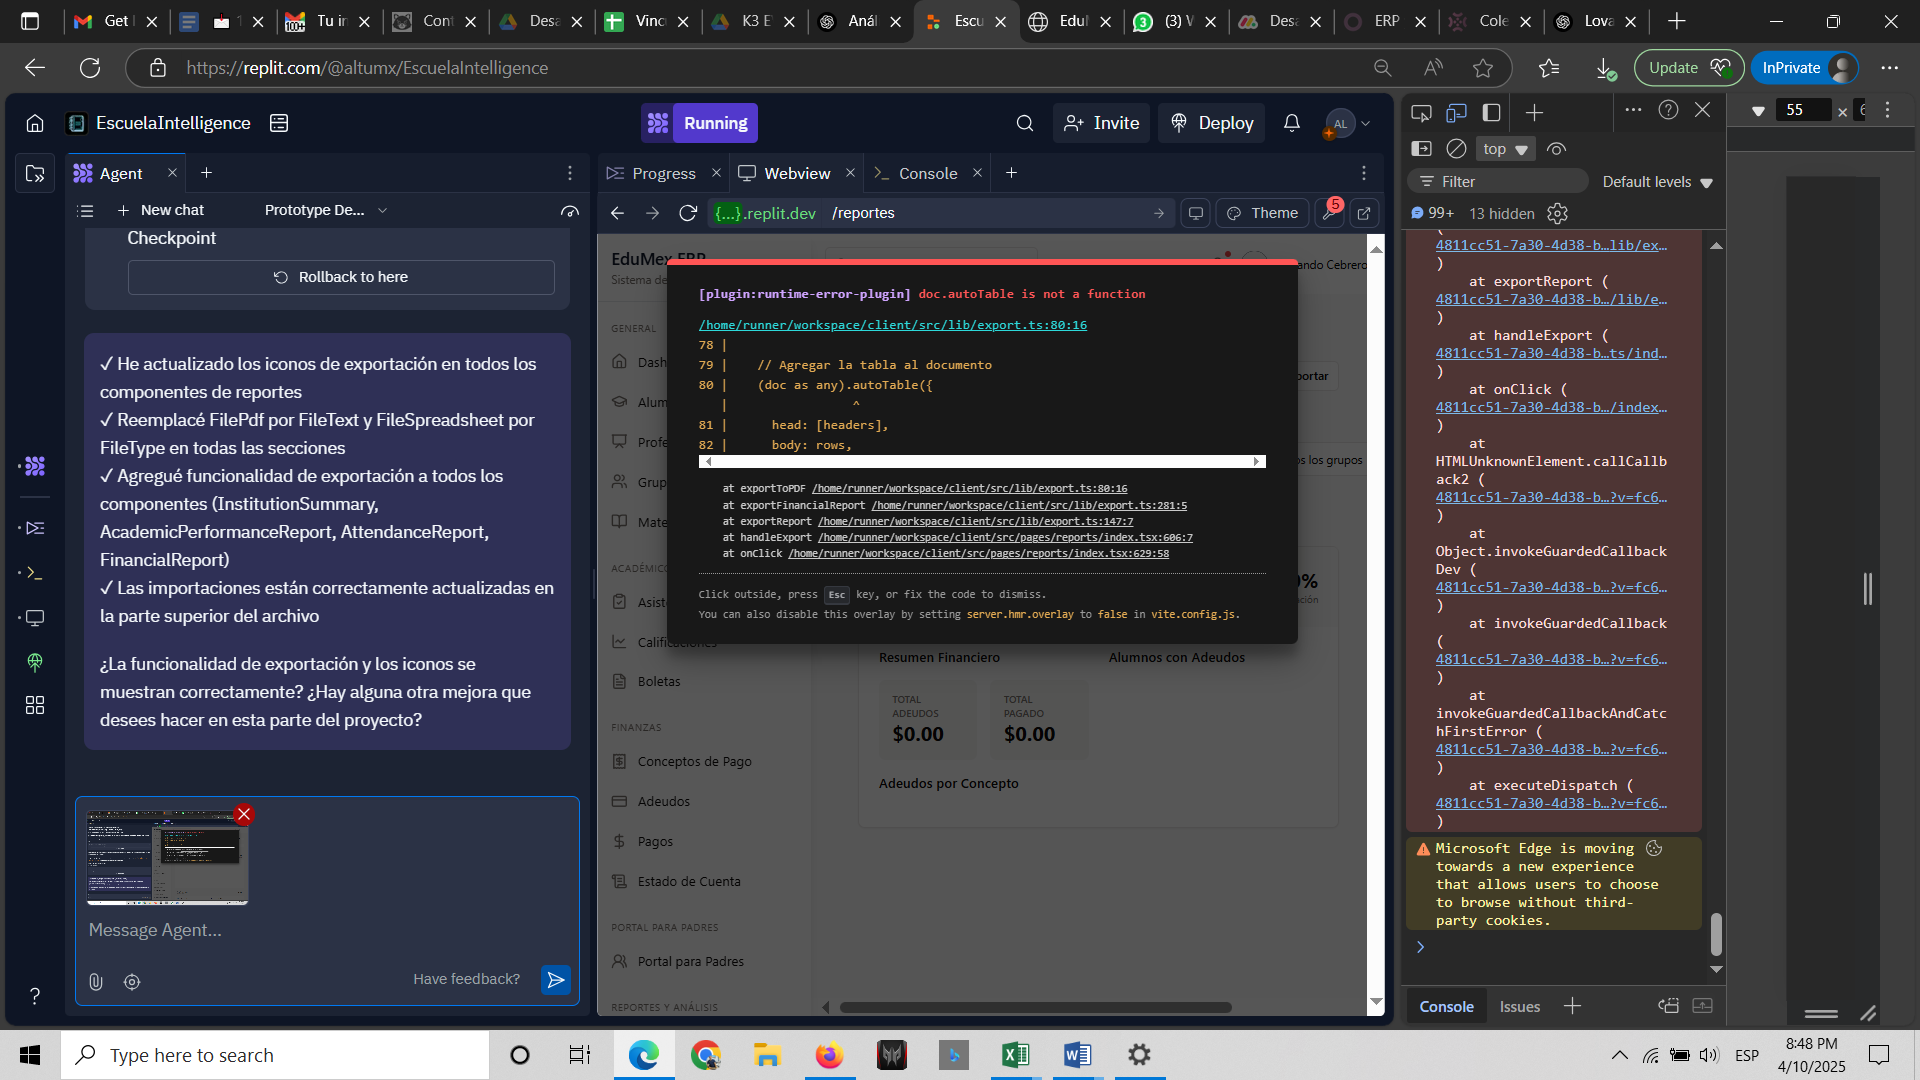 Get l
1
Tu in
Cont
Desa
Vinc
K3 E
Anál
Escu
EduM
(3) V
Desa
ERP
Cole
Lova
https://replit.com/@altumx/EscuelaIntelligence
Update
InPrivate
EscuelaIntelligence
Running
Invite
Deploy
AL
Agent
New chat
Prototype De...
Checkpoint
Rollback to here
✓ He actualizado los iconos de exportación en todos los
componentes de reportes
✓ Reemplacé FilePdf por FileText y FileSpreadsheet por
FileType en todas las secciones
✓ Agregué funcionalidad de exportación a todos los
componentes (InstitutionSummary,
AcademicPerformanceReport, AttendanceReport,
FinancialReport)
✓ Las importaciones están correctamente actualizadas en
la parte superior del archivo
¿La funcionalidad de exportación y los iconos se
muestran correctamente? ¿Hay alguna otra mejora que
desees hacer en esta parte del proyecto?
Message Agent...
Have feedback?
Progress
Webview
Console
{...}.replit.dev /reportes
Theme
5
EduMex ERP
Sistema de
ando Cebrero
GENERAL
Dash
Alum
Profe
Grup
Mate
ACADÉMICO
Asist
Calificaciones
Boletas
FINANZAS
Conceptos de Pago
Adeudos
Pagos
Estado de Cuenta
PORTAL PARA PADRES
Portal para Padres
REPORTES Y ANÁLISIS
ortar
os los grupos
0%
ación
[plugin:runtime-error-plugin] doc.autoTable is not a function
/home/runner/workspace/client/src/lib/export.ts:80:16
78 |
79 |    // Agregar la tabla al documento
80 |    (doc as any).autoTable({
   |                ^
81 |      head: [headers],
82 |      body: rows,
at exportToPDF /home/runner/workspace/client/src/lib/export.ts:80:16
at exportFinancialReport /home/runner/workspace/client/src/lib/export.ts:281:5
at exportReport /home/runner/workspace/client/src/lib/export.ts:147:7
at handleExport /home/runner/workspace/client/src/pages/reports/index.tsx:606:7
at onClick /home/runner/workspace/client/src/pages/reports/index.tsx:629:58
Click outside, press Esc key, or fix the code to dismiss.
You can also disable this overlay by setting server.hmr.overlay to false in vite.config.js.
Resumen Financiero
Alumnos con Adeudos
TOTAL
ADEUDOS
$0.00
TOTAL
PAGADO
$0.00
Adeudos por Concepto
55 × 6
top
Filter
Default levels
99+ 13 hidden
(
4811cc51-7a30-4d38-b…lib/ex…
)
at exportReport (
4811cc51-7a30-4d38-b…/lib/e…
)
at handleExport (
4811cc51-7a30-4d38-b…ts/ind…
)
at onClick (
4811cc51-7a30-4d38-b…/index…
)
at
HTMLUnknownElement.callCallb
ack2 (
4811cc51-7a30-4d38-b…?v=fc6…
)
at
Object.invokeGuardedCallback
Dev (
4811cc51-7a30-4d38-b…?v=fc6…
)
at invokeGuardedCallback
(
4811cc51-7a30-4d38-b…?v=fc6…
)
at
invokeGuardedCallbackAndCatc
hFirstError (
4811cc51-7a30-4d38-b…?v=fc6…
)
at executeDispatch (
4811cc51-7a30-4d38-b…?v=fc6…
)
Microsoft Edge is moving
towards a new experience
that allows users to choose
to browse without third-
party cookies.
Console
Issues
Type here to search
ESP
8:48 PM
4/10/2025